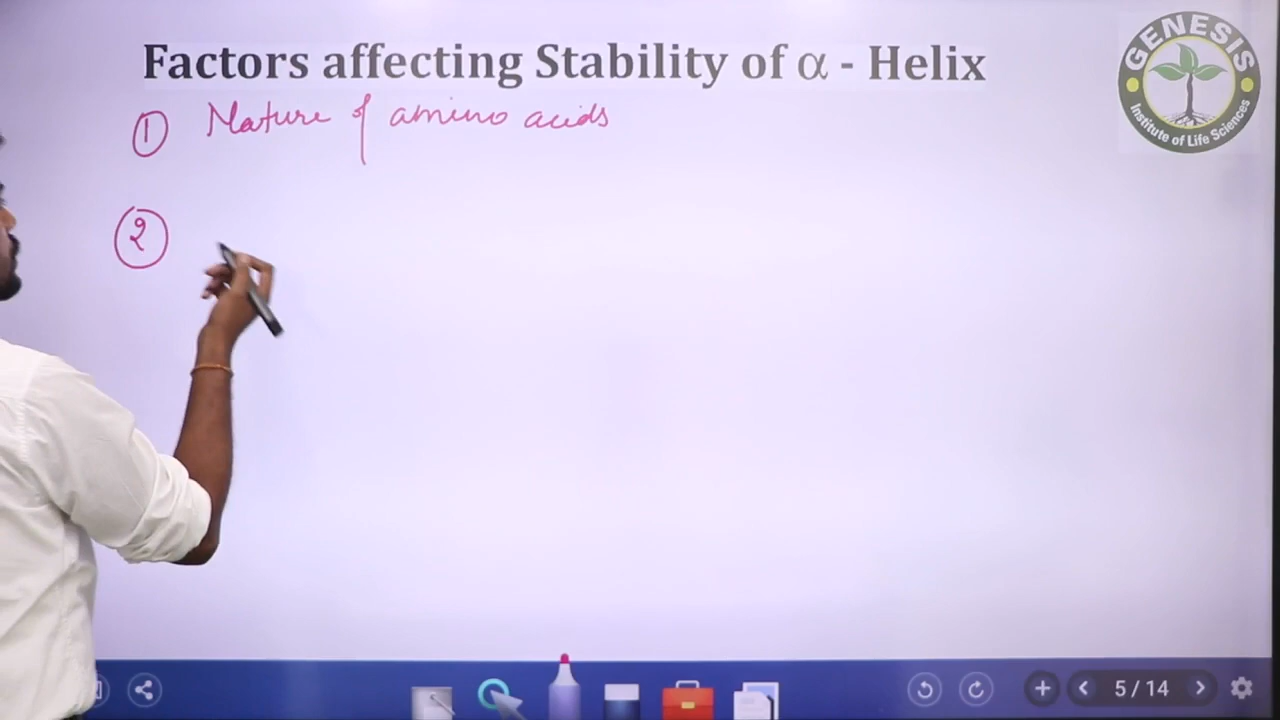 Factors affecting Stability of α - Helix
① Nature of amino acids
②
GENESIS
Institute of Life Sciences
5 / 14